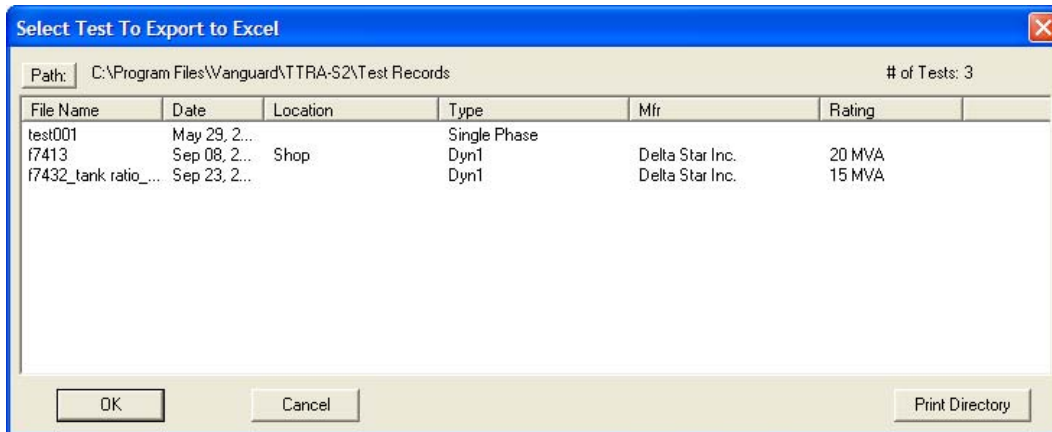 Select Test To Export to Excel
Path: C:\Program Files\Vanguard\TTRA-S2\Test Records # of Tests: 3
File Name Date Location Type Mfr Rating
test001 May 29, 2... Single Phase
f7413 Sep 08, 2... Shop Dyn1 Delta Star Inc. 20 MVA
f7432_tank ratio_... Sep 23, 2... Dyn1 Delta Star Inc. 15 MVA
OK Cancel Print Directory